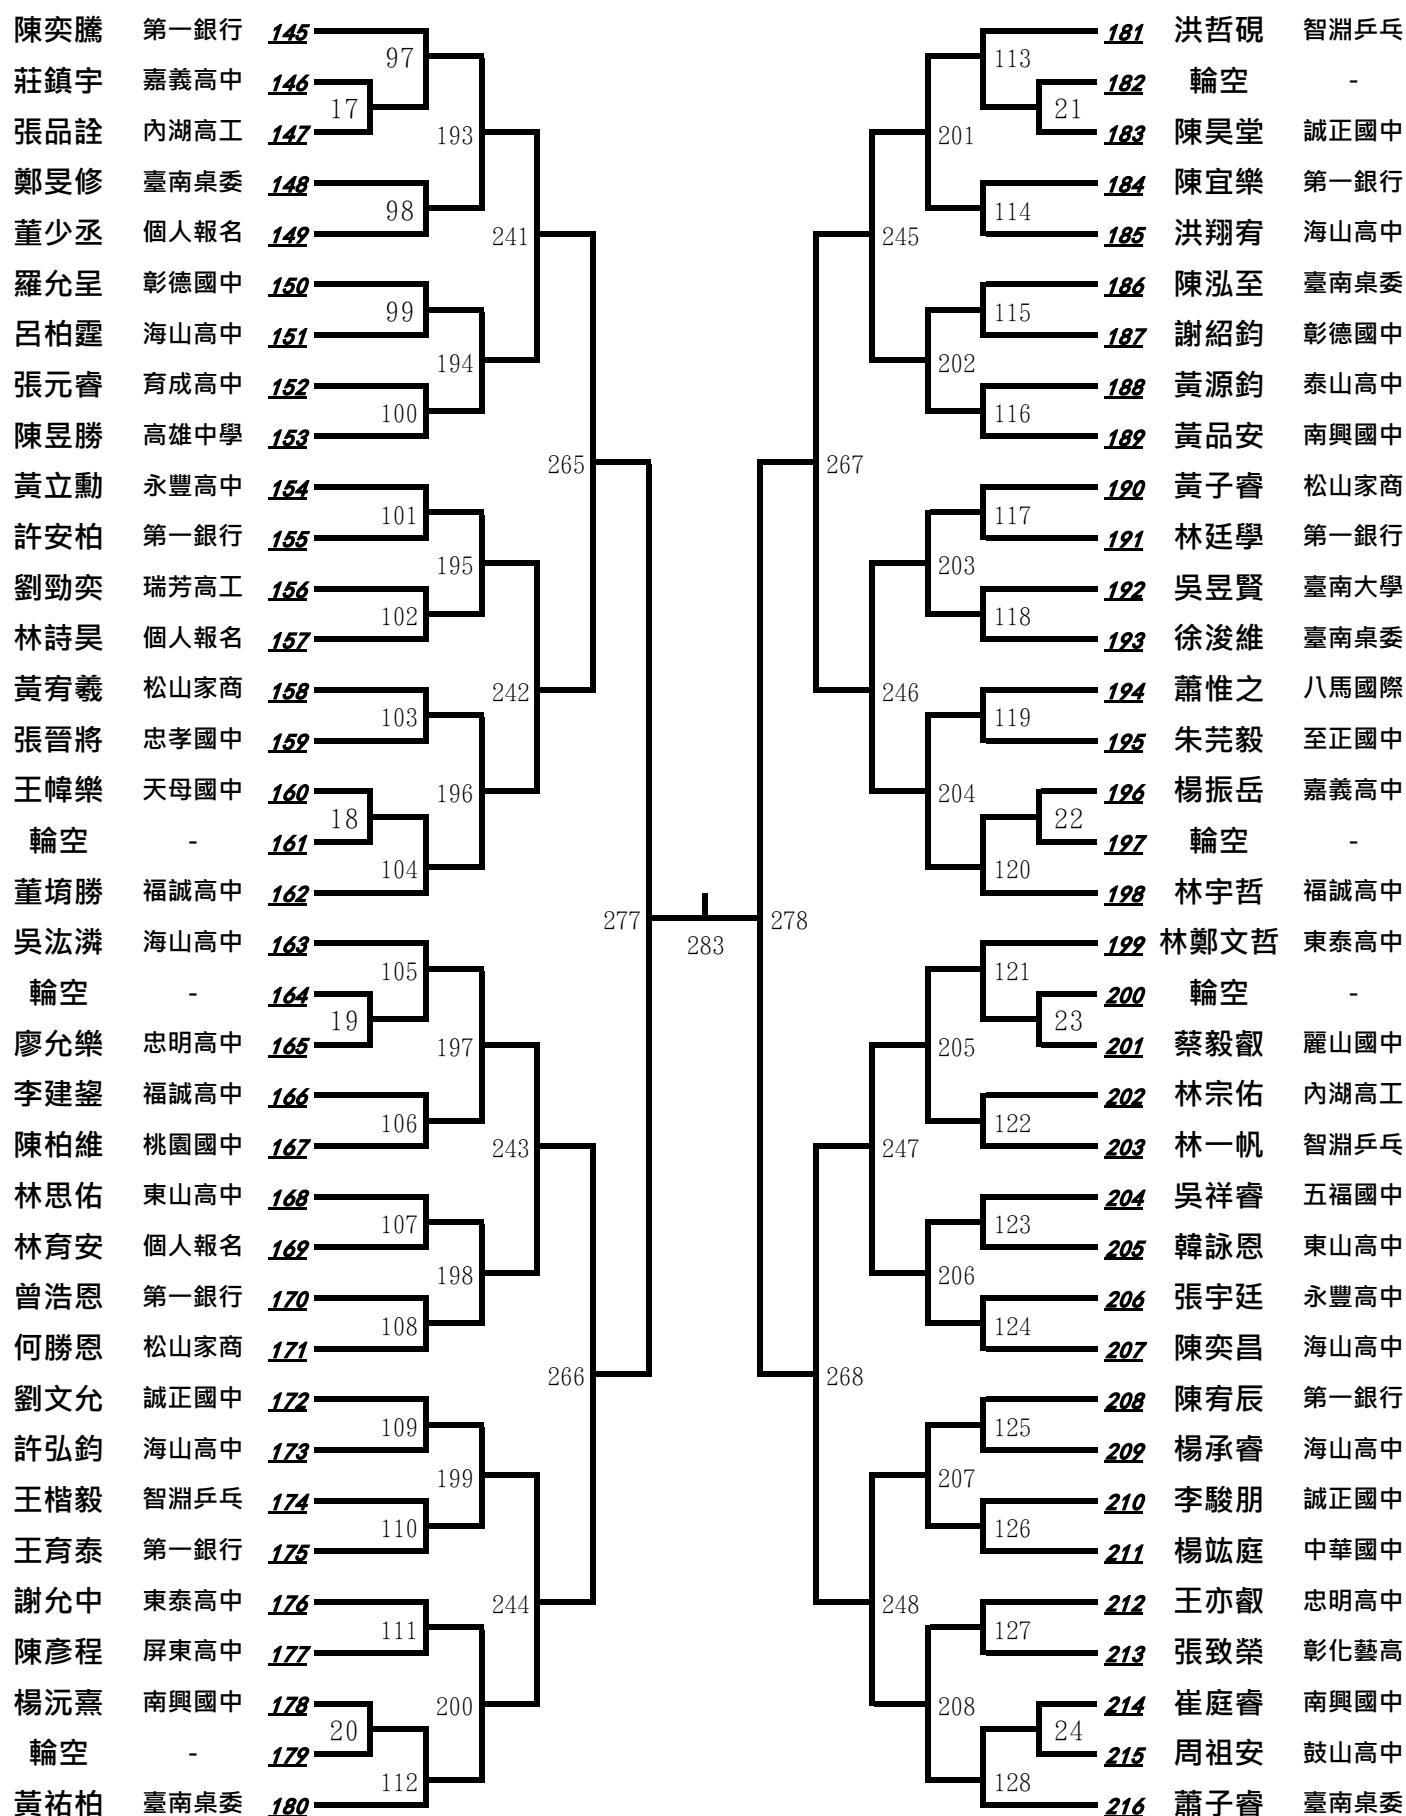 陳奕騰 第一銀行 145
莊鎮宇 嘉義高中 146
張品詮 內湖高工 147
鄭旻修 臺南桌委 148
董少丞 個人報名 149
羅允呈 彰德國中 150
呂柏霆 海山高中 151
張元睿 育成高中 152
陳昱勝 高雄中學 153
黃立勳 永豐高中 154
許安柏 第一銀行 155
劉勁奕 瑞芳高工 156
林詩昊 個人報名 157
黃宥羲 松山家商 158
張晉將 忠孝國中 159
王幃樂 天母國中 160
輪空 - 161
董堉勝 福誠高中 162
吳汯潾 海山高中 163
輪空 - 164
廖允樂 忠明高中 165
李建鋆 福誠高中 166
陳柏維 桃園國中 167
林思佑 東山高中 168
林育安 個人報名 169
曾浩恩 第一銀行 170
何勝恩 松山家商 171
劉文允 誠正國中 172
許弘鈞 海山高中 173
王楷毅 智淵乒乓 174
王育泰 第一銀行 175
謝允中 東泰高中 176
陳彥程 屏東高中 177
楊沅熹 南興國中 178
輪空 - 179
黃祐柏 臺南桌委 180
97
17
193
98
241
99
194
100
265
101
195
102
242
103
196
18
104
277
105
19
197
106
243
107
198
108
266
109
199
110
244
111
200
20
112
283
278
113
21
201
114
245
115
202
116
267
117
203
118
246
119
204
22
120
121
23
205
122
247
123
206
124
268
125
207
126
248
127
208
24
128
181 洪哲硯 智淵乒乓
182 輪空 -
183 陳昊堂 誠正國中
184 陳宜樂 第一銀行
185 洪翔宥 海山高中
186 陳泓至 臺南桌委
187 謝紹鈞 彰德國中
188 黃源鈞 泰山高中
189 黃品安 南興國中
190 黃子睿 松山家商
191 林廷學 第一銀行
192 吳昱賢 臺南大學
193 徐浚維 臺南桌委
194 蕭惟之 八馬國際
195 朱芫毅 至正國中
196 楊振岳 嘉義高中
197 輪空 -
198 林宇哲 福誠高中
199 林鄭文哲 東泰高中
200 輪空 -
201 蔡毅叡 麗山國中
202 林宗佑 內湖高工
203 林一帆 智淵乒乓
204 吳祥睿 五福國中
205 韓詠恩 東山高中
206 張宇廷 永豐高中
207 陳奕昌 海山高中
208 陳宥辰 第一銀行
209 楊承睿 海山高中
210 李駿朋 誠正國中
211 楊竑庭 中華國中
212 王亦叡 忠明高中
213 張致榮 彰化藝高
214 崔庭睿 南興國中
215 周祖安 鼓山高中
216 蕭子睿 臺南桌委